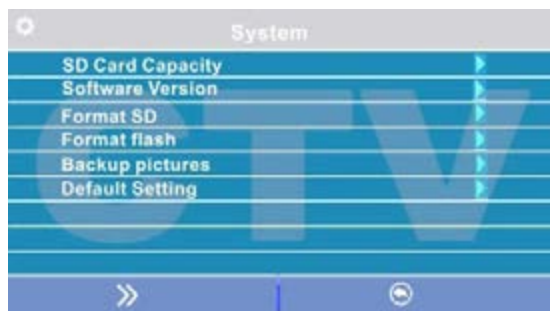 System
SD Card Capacity
Software Version
Format SD
Format flash
Backup pictures
Default Setting
CTV